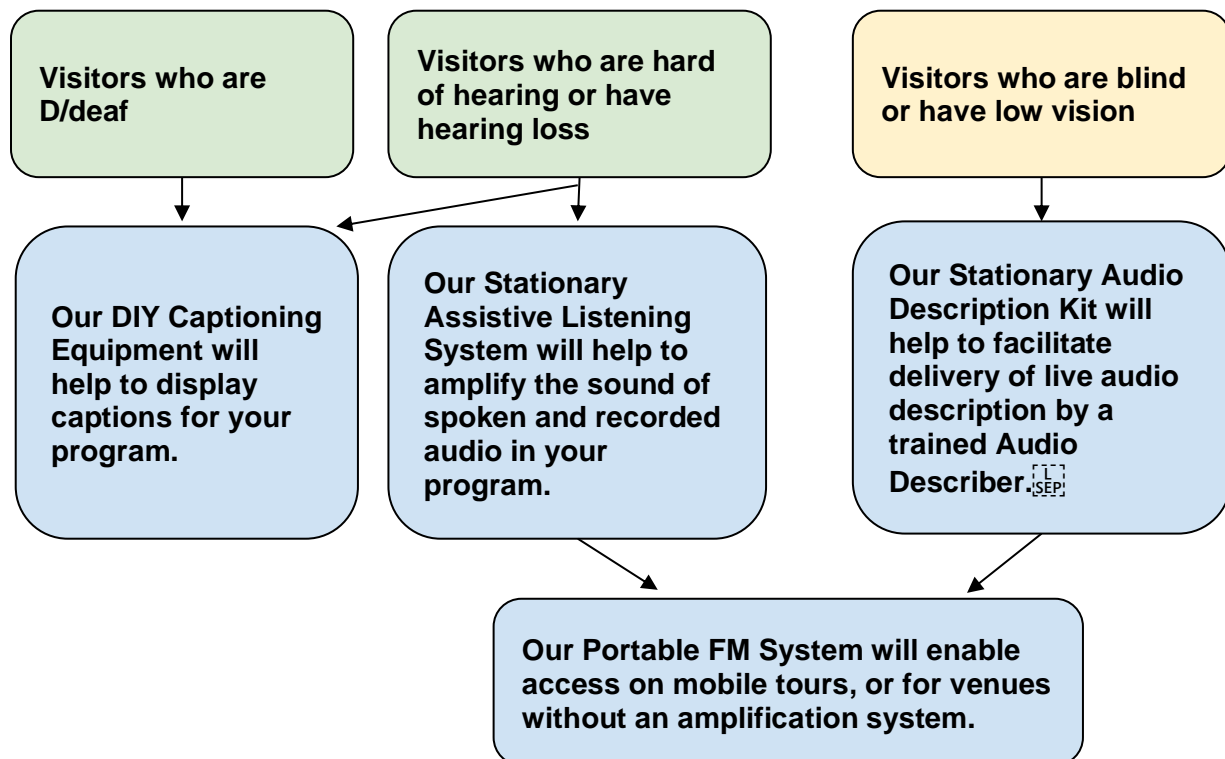 Visitors who are
D/deaf
Visitors who are hard
of hearing or have
hearing loss
Visitors who are blind
or have low vision
Our DIY Captioning
Equipment will
help to display
captions for your
program.
Our Stationary
Assistive Listening
System will help to
amplify the sound of
spoken and recorded
audio in your
program.
Our Stationary Audio
Description Kit will
help to facilitate
delivery of live audio
description by a
trained Audio
Describer.
L
SEP
Our Portable FM System will enable
access on mobile tours, or for venues
without an amplification system.